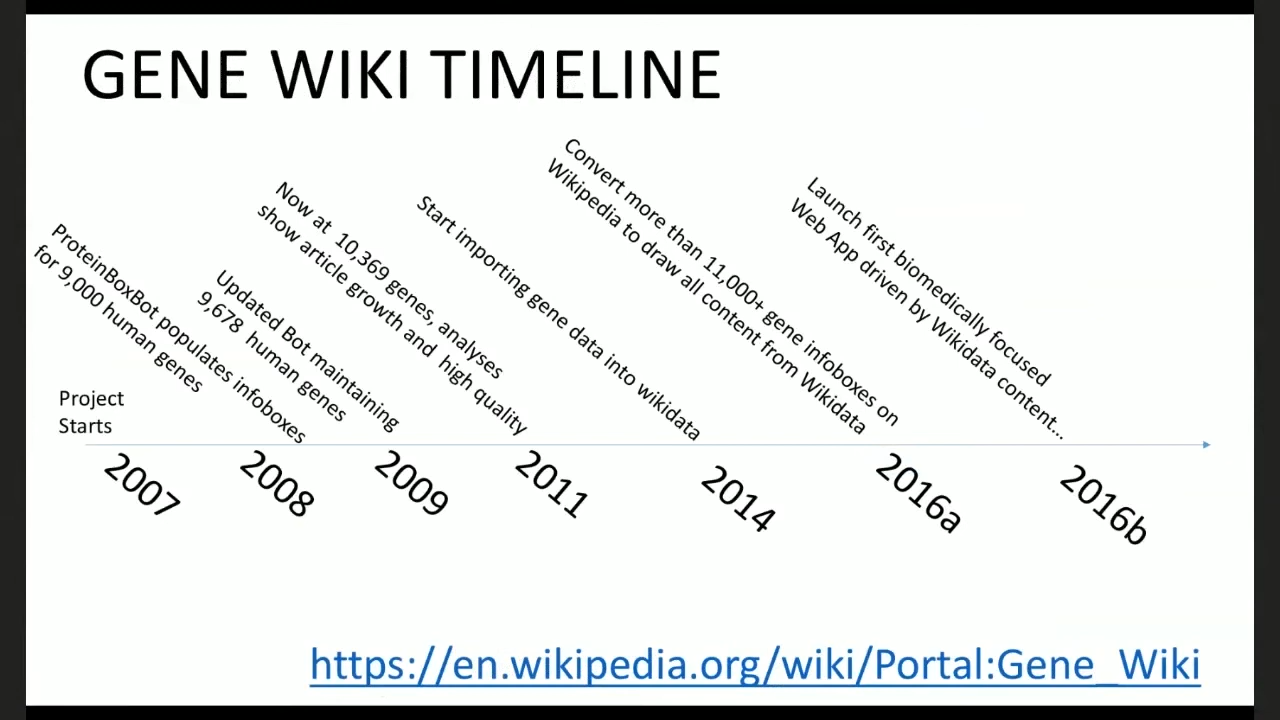 GENE WIKI TIMELINE
Project
Starts
ProteinBoxBot populates infoboxes
for 9,000 human genes
Updated Bot maintaining
9,678 human genes
Now at 10,369 genes, analyses
show article growth and high quality
Start importing gene data into wikidata
Convert more than 11,000+ gene infoboxes on
Wikipedia to draw all content from Wikidata
Launch first biomedically focused
Web App driven by Wikidata content...
2007
2008
2009
2011
2014
2016a
2016b
https://en.wikipedia.org/wiki/Portal:Gene_Wiki